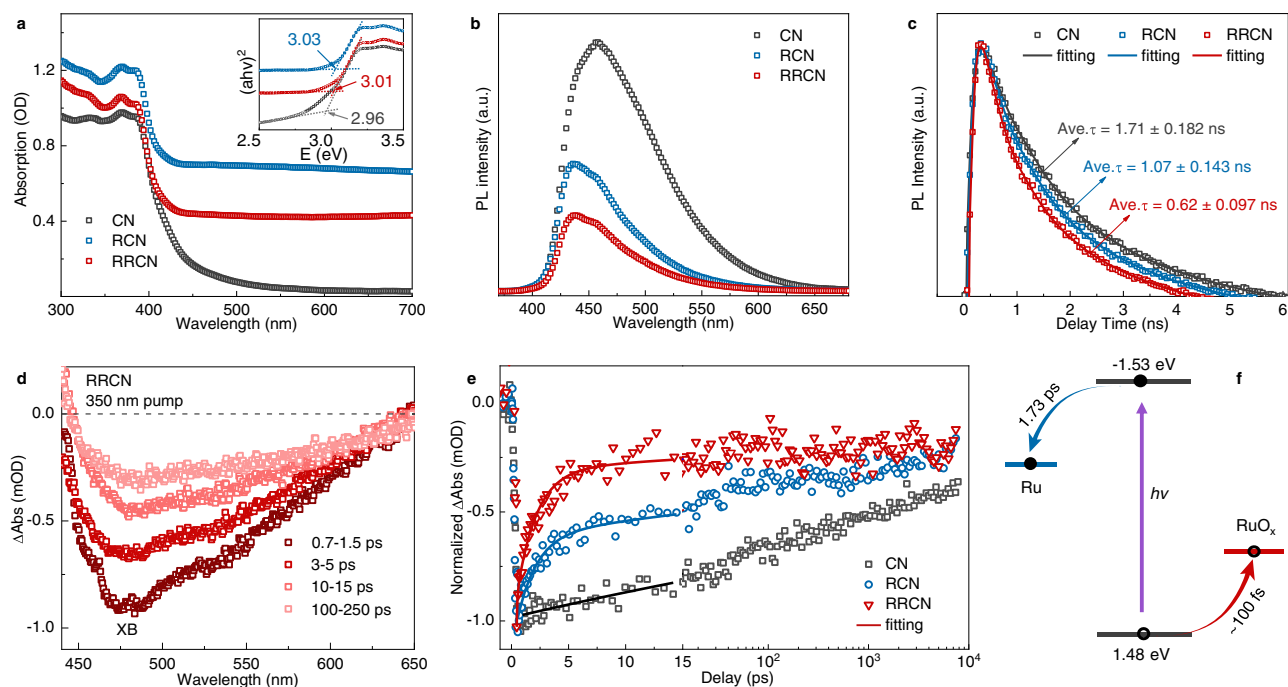 a
Absorption (OD)
1.2
0.8
0.4
CN
RCN
RRCN
300
400
500
600
700
Wavelength (nm)
(ahv)2
3.03
3.01
2.96
2.5
3.0
3.5
E (eV)
b
PL intensity (a.u.)
CN
RCN
RRCN
400
450
500
550
600
650
Wavelength (nm)
c
PL Intensity (a.u.)
CN
RCN
RRCN
fitting
fitting
fitting
Ave.τ = 1.71 ± 0.182 ns
Ave.τ = 1.07 ± 0.143 ns
Ave.τ = 0.62 ± 0.097 ns
0
1
2
3
4
5
6
Delay Time (ns)
d
RRCN
350 nm pump
ΔAbs (mOD)
0.0
-0.5
-1.0
XB
0.7-1.5 ps
3-5 ps
10-15 ps
100-250 ps
450
500
550
600
650
Wavelength (nm)
e
Normalized ΔAbs (mOD)
0.0
-0.5
-1.0
CN
RCN
RRCN
fitting
0
5
10
15
10²
10³
10⁴
Delay (ps)
f
-1.53 eV
1.73 ps
Ru
hv
RuOx
~100 fs
1.48 eV